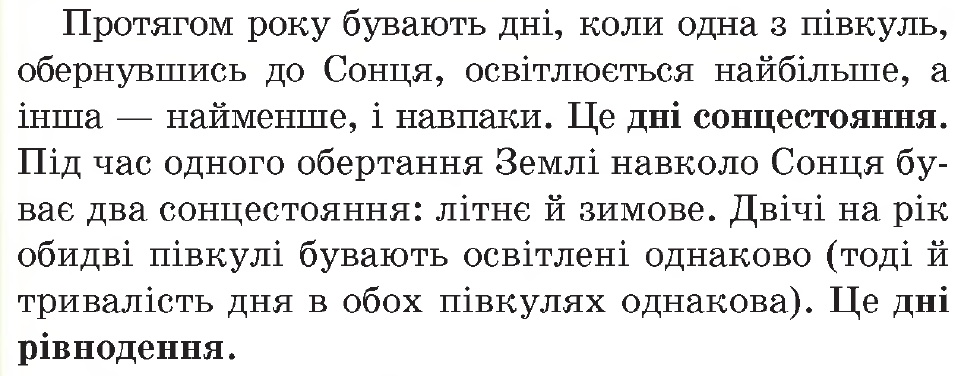 Протягом року бувають дні, коли одна з півкуль,
обернувшись до Сонця, освітлюється найбільше, а
інша — найменше, і навпаки. Це дні сонцестояння.
Під час одного обертання Землі навколо Сонця бу-
ває два сонцестояння: літнє й зимове. Двічі на рік
обидві півкулі бувають освітлені однаково (тоді й
тривалість дня в обох півкулях однакова). Це дні
рівнодення.